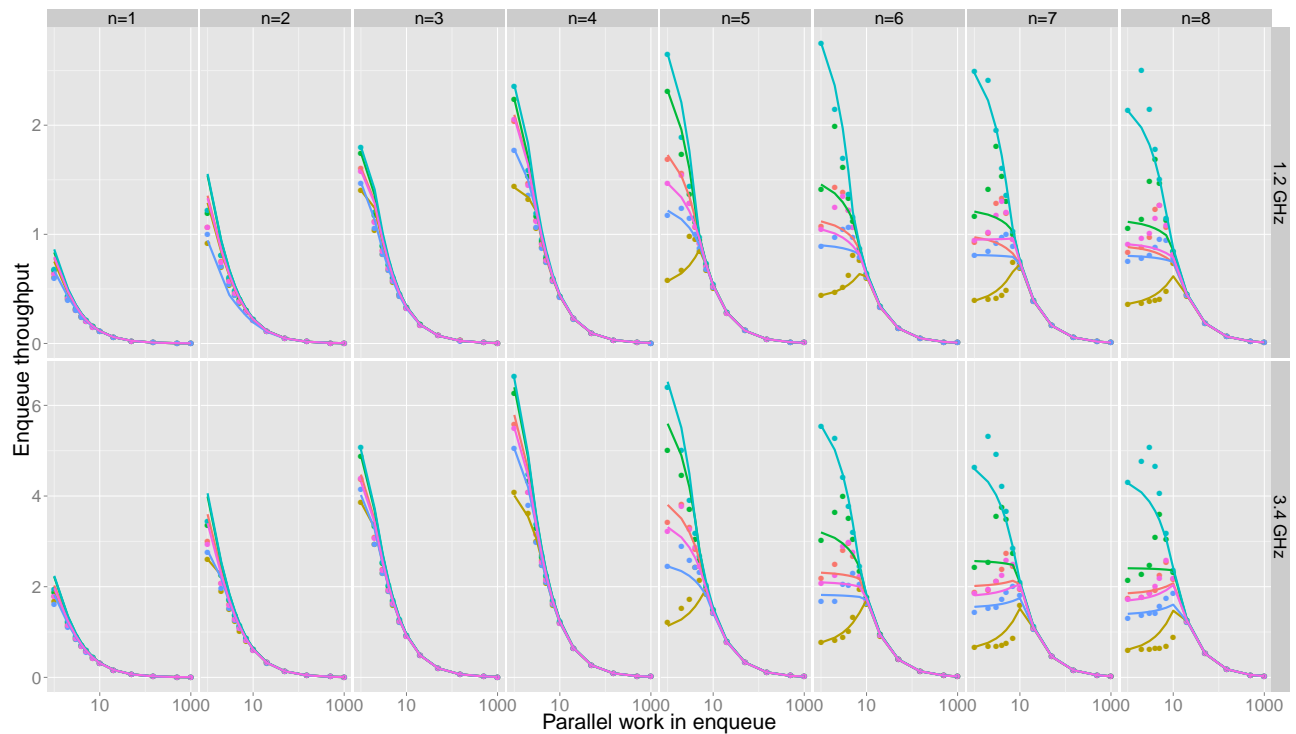 n=1 n=2 n=3 n=4 n=5 n=6 n=7 n=8
2
1
0
1.2 GHz
Enqueue throughput
6
4
2
0
3.4 GHz
10 1000 10 1000 10 1000 10 1000 10 1000 10 1000 10 1000 10 1000
Parallel work in enqueue